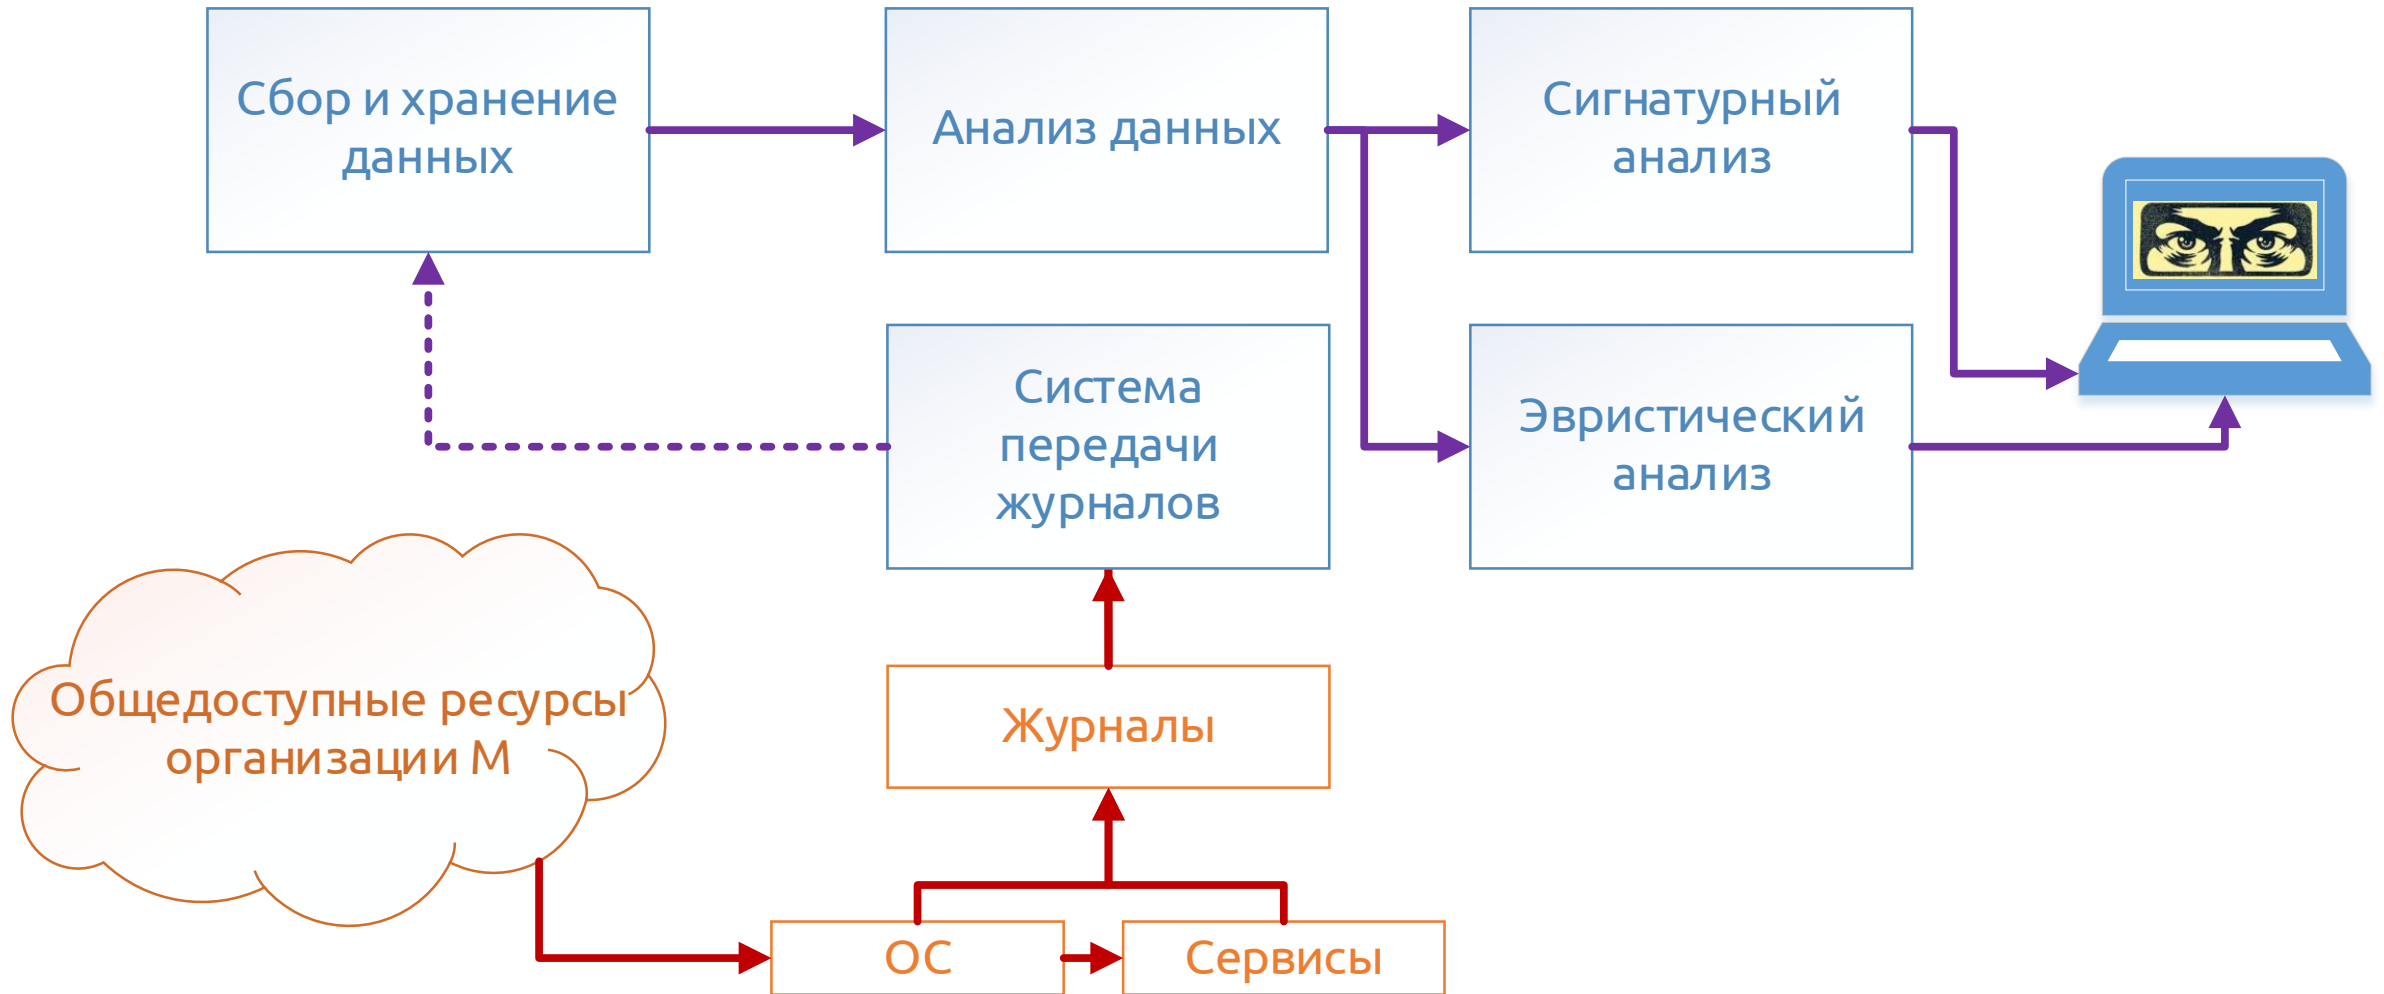 Сбор и хранение
данных
Анализ данных
Сигнатурный
анализ
Система
передачи
журналов
Эвристический
анализ
Общедоступные ресурсы
организации М
Журналы
ОС
Сервисы